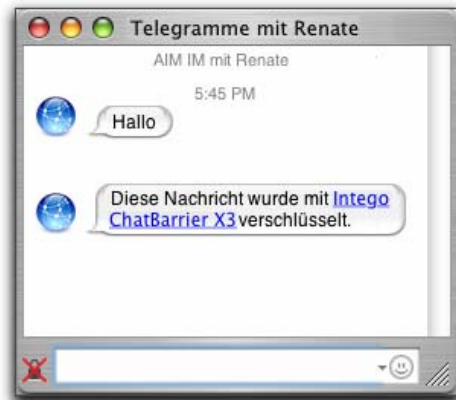 Telegramme mit Renate
AIM IM mit Renate
5:45 PM
Hallo
Diese Nachricht wurde mit Intego
ChatBarrier X3 verschlüsselt.